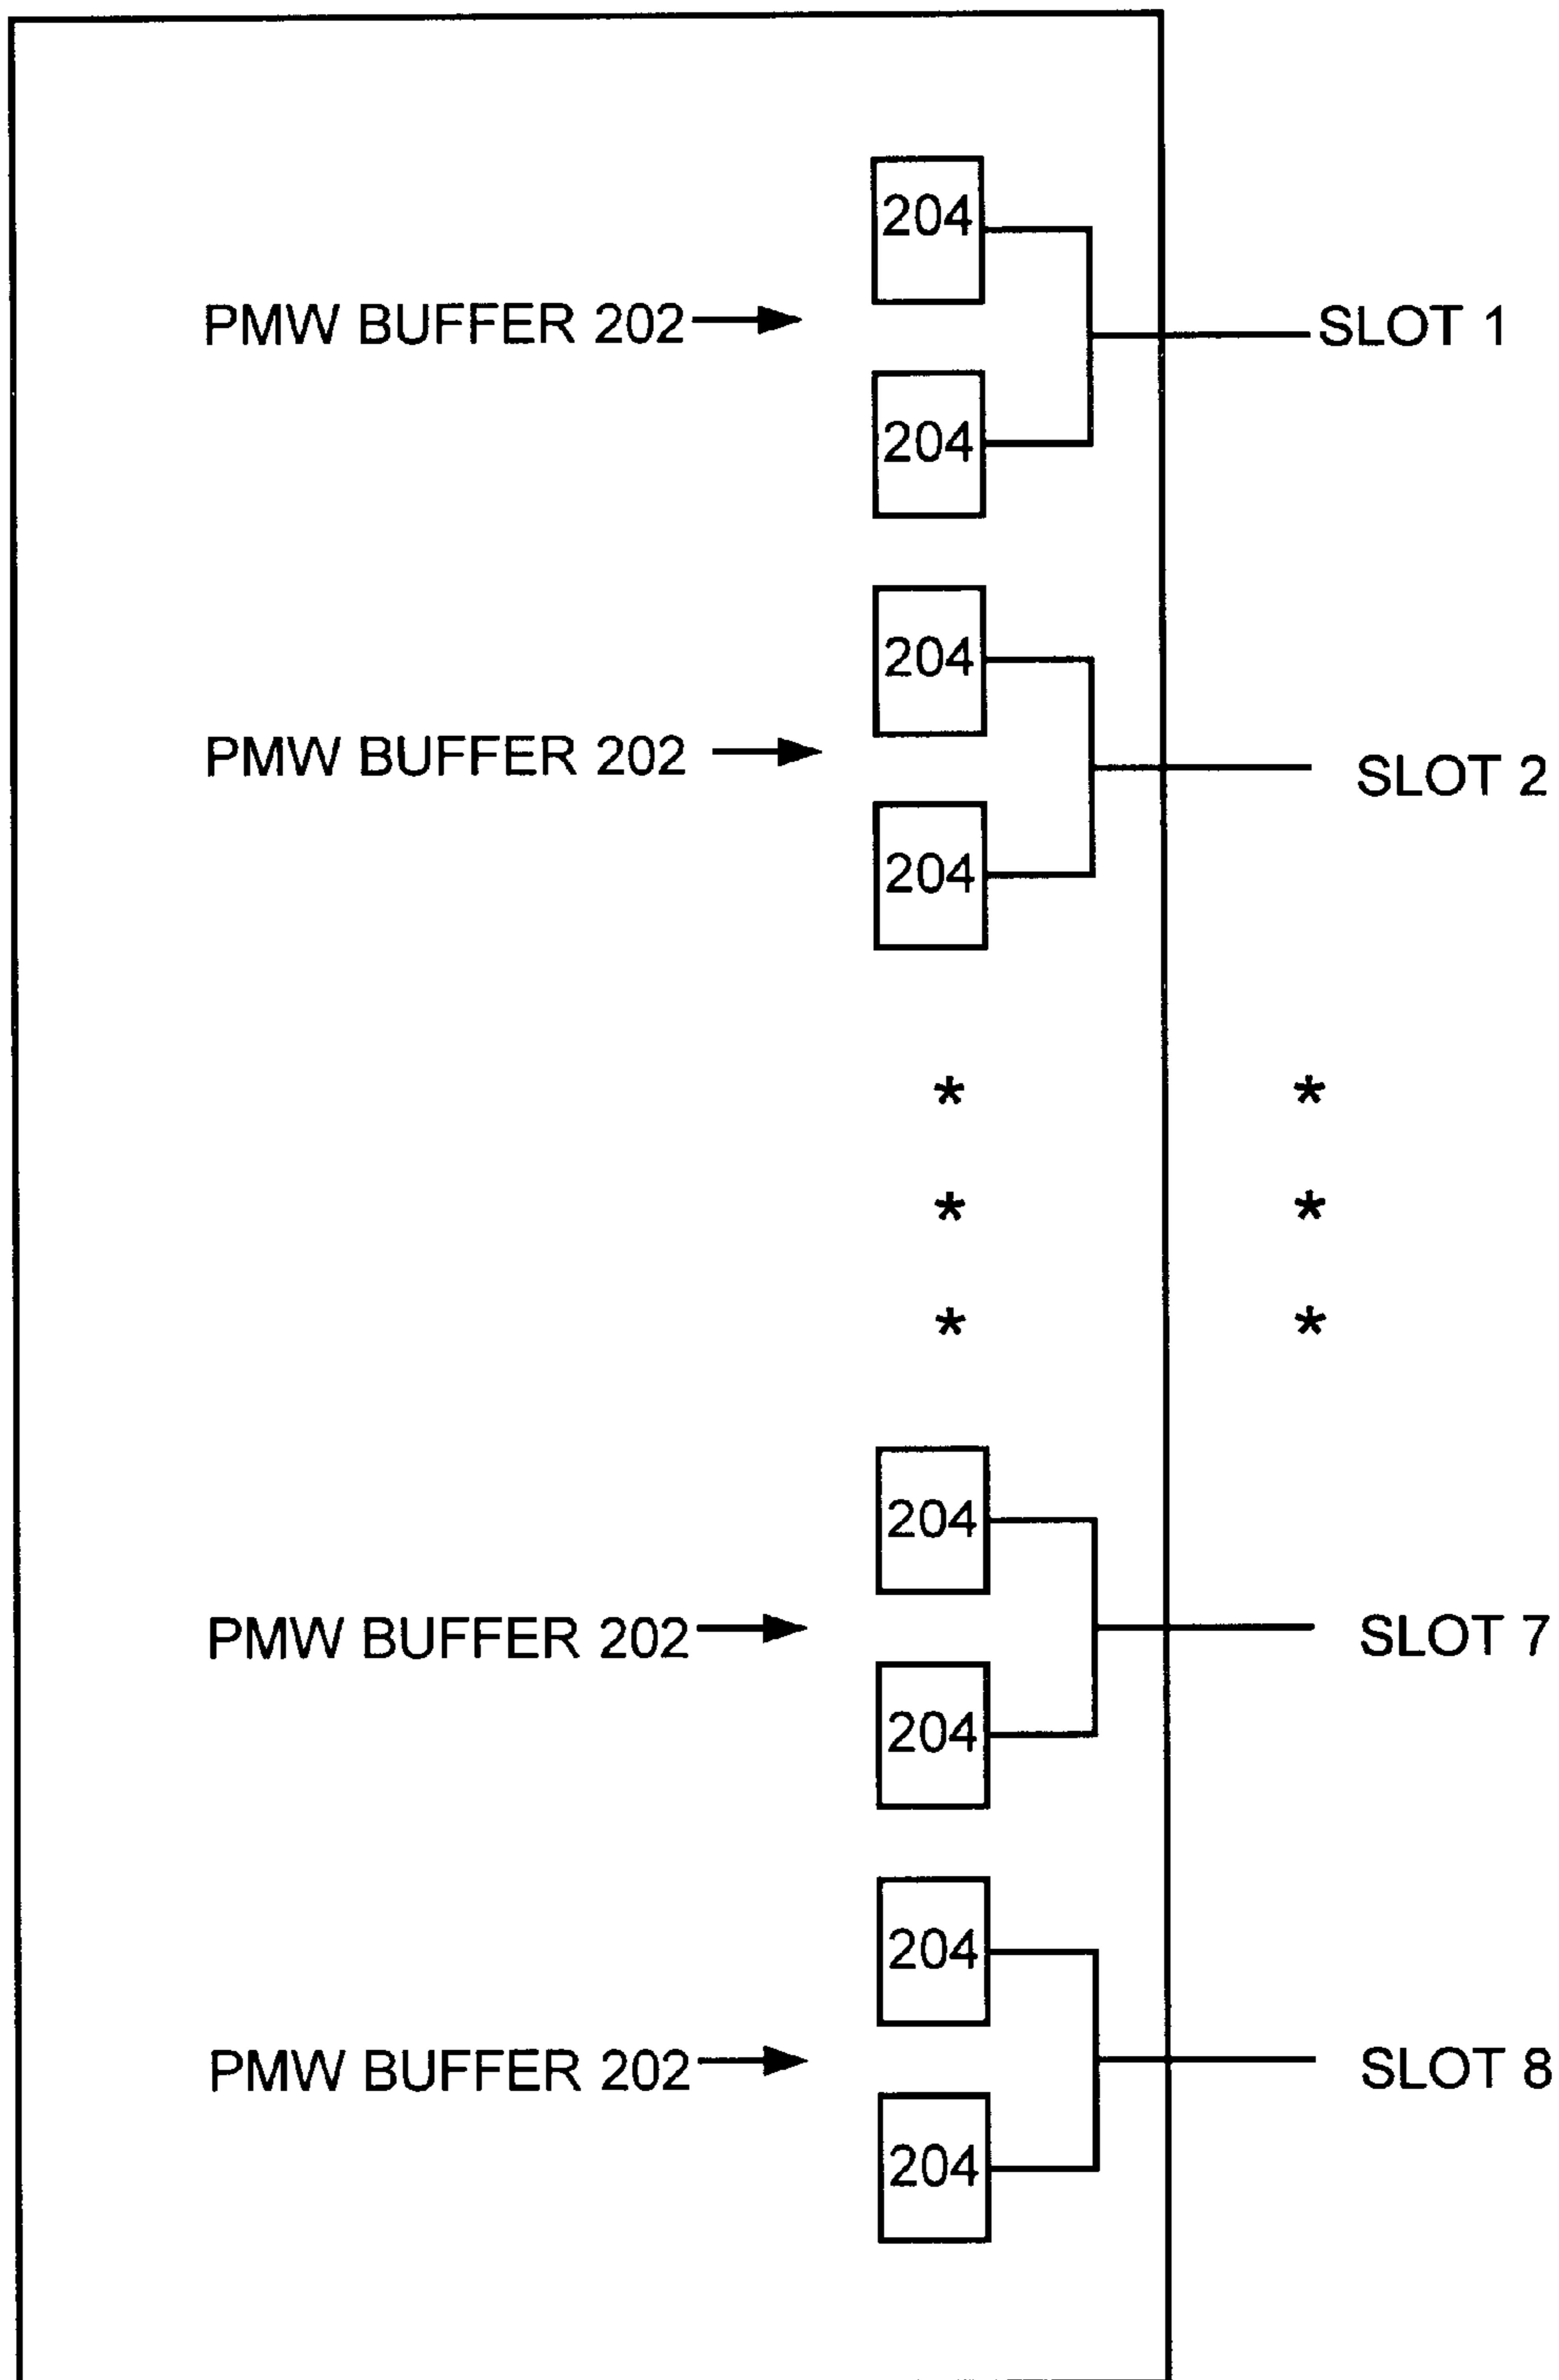 204
PMW BUFFER 202 SLOT 1
204
204
PMW BUFFER 202 SLOT 2
204
* *
* *
* *
204
PMW BUFFER 202 SLOT 7
204
204
PMW BUFFER 202 SLOT 8
204